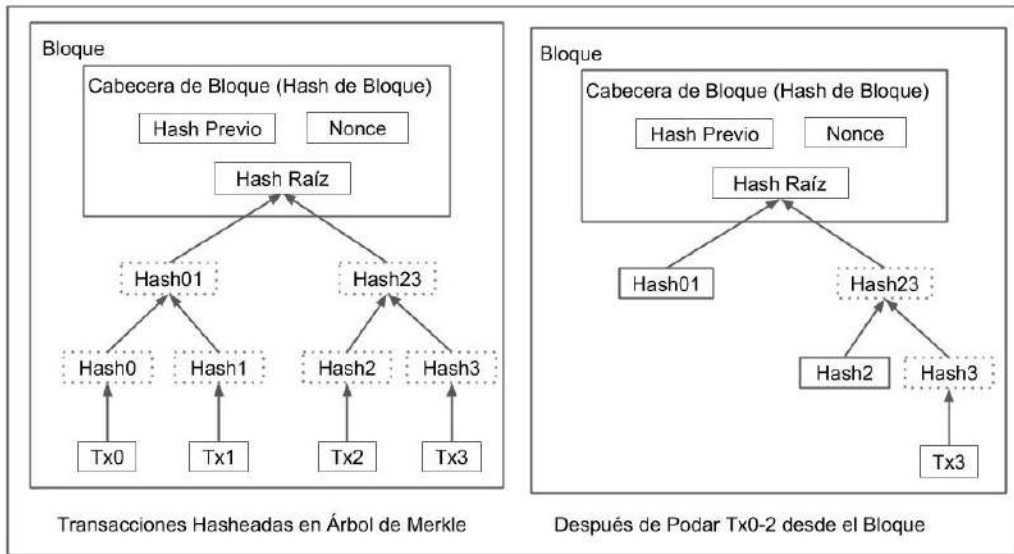 Bloque
Cabecera de Bloque (Hash de Bloque)
Hash Previo
Nonce
Hash Raíz
Hash01
Hash23
Hash0
Hash1
Hash2
Hash3
Tx0
Tx1
Tx2
Tx3
Transacciones Hasheadas en Árbol de Merkle
Bloque
Cabecera de Bloque (Hash de Bloque)
Hash Previo
Nonce
Hash Raíz
Hash01
Hash23
Hash2
Hash3
Tx3
Después de Podar Tx0-2 desde el Bloque